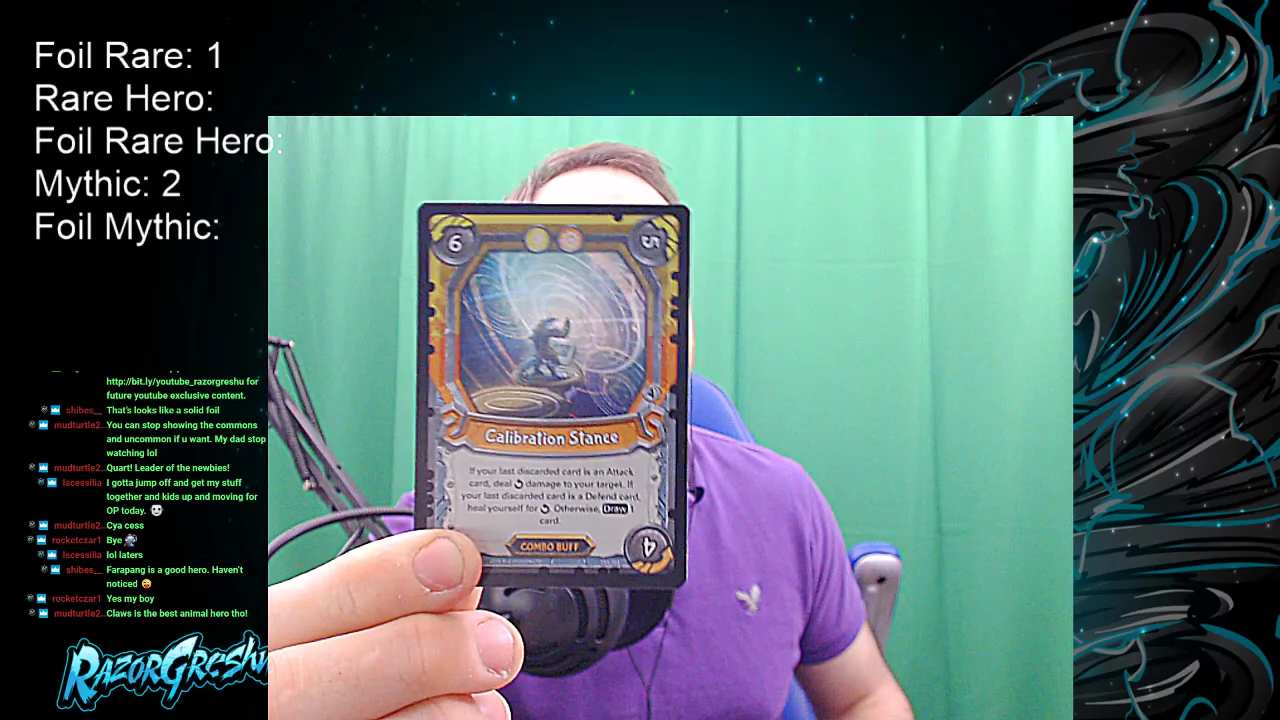 Foil Rare: 1
Rare Hero:
Foil Rare Hero:
Mythic: 2
Foil Mythic:
http://bit.ly/youtube_razorgreshu for
future youtube exclusive content.
shibes__ That's looks like a solid foil
mudturtle2.. You can stop showing the commons
and uncommon if u want. My dad stop
watching lol
mudturtle2.. Quart! Leader of the newbies!
Iscessilia I gotta jump off and get my stuff
together and kids up and moving for
OP today.
mudturtle2.. Cya cess
rocketczar1 Bye
Iscessilia lol laters
shibes__ Farapang is a good hero. Haven't
noticed
rocketczar1 Yes my boy
mudturtle2.. Claws is the best animal hero tho!
RAZORGRESHU
6
5
Calibration Stance
If your last discarded card is an Attack
card, deal damage to your target. If
your last discarded card is a Defend card,
heal yourself for Otherwise, Draw 1
card.
COMBO BUFF
4